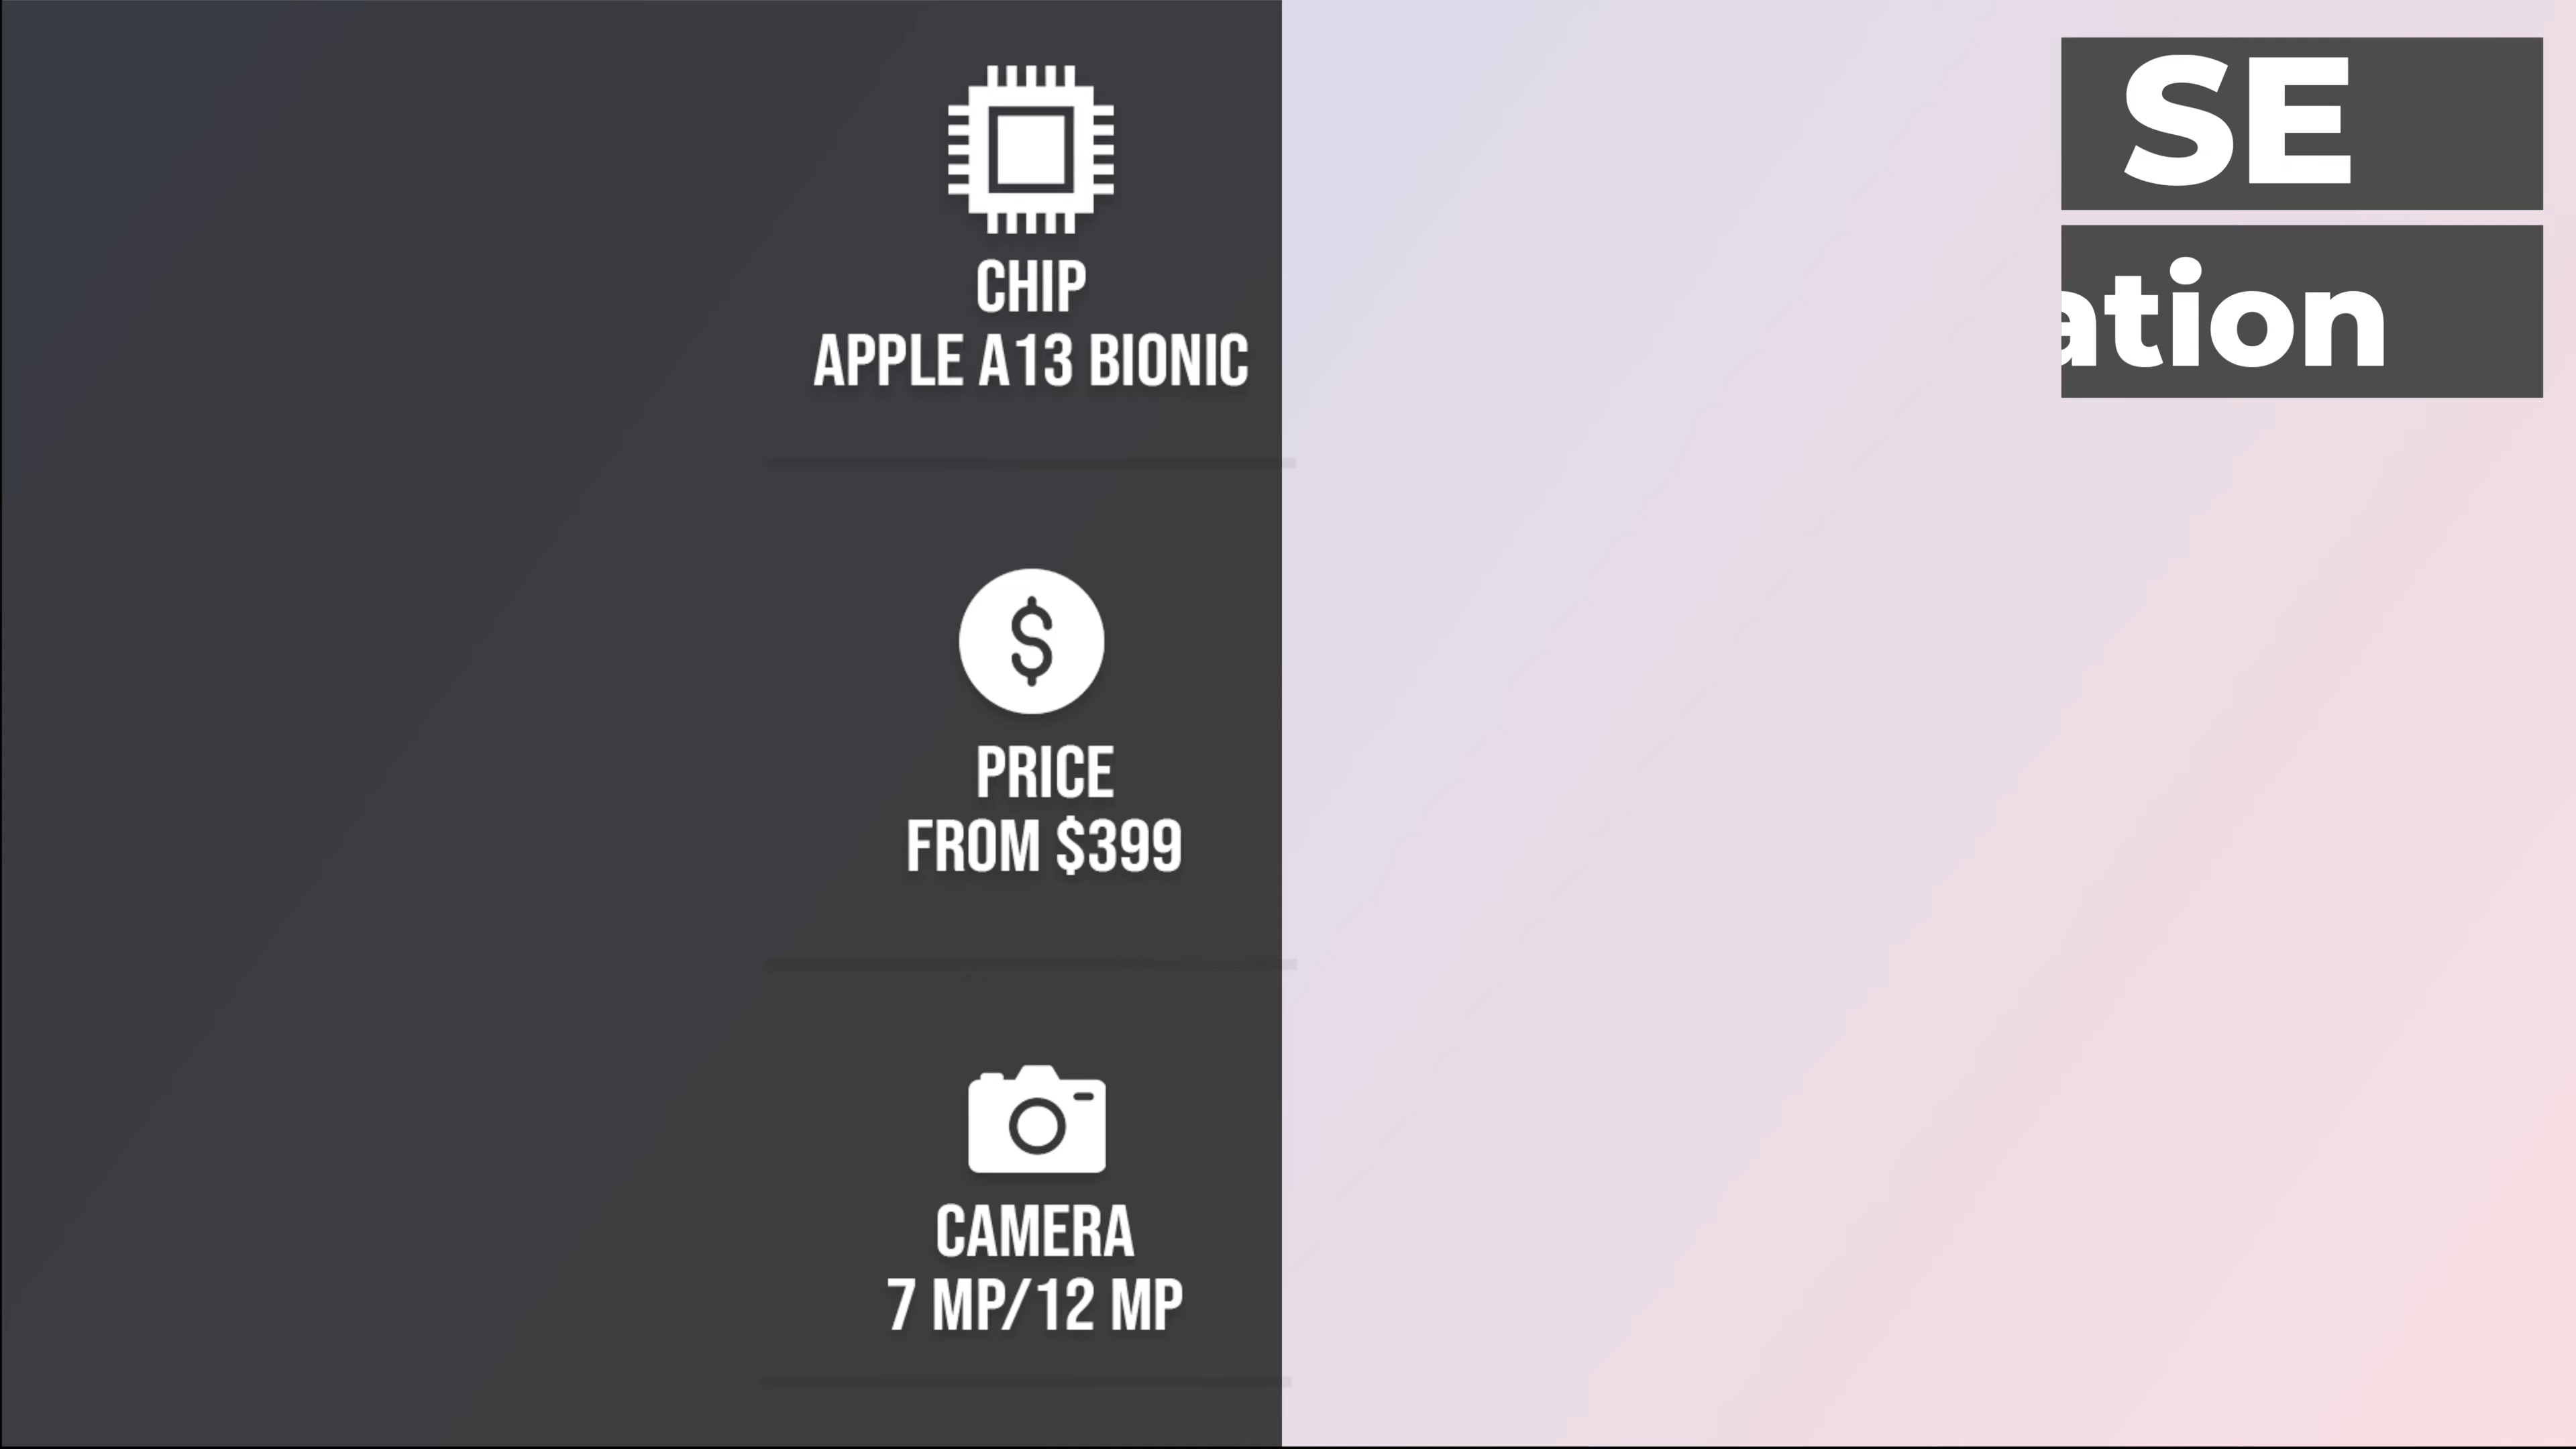 CHIP
APPLE A13 BIONIC
PRICE
FROM $399
CAMERA
7 MP/12 MP
SE
ation